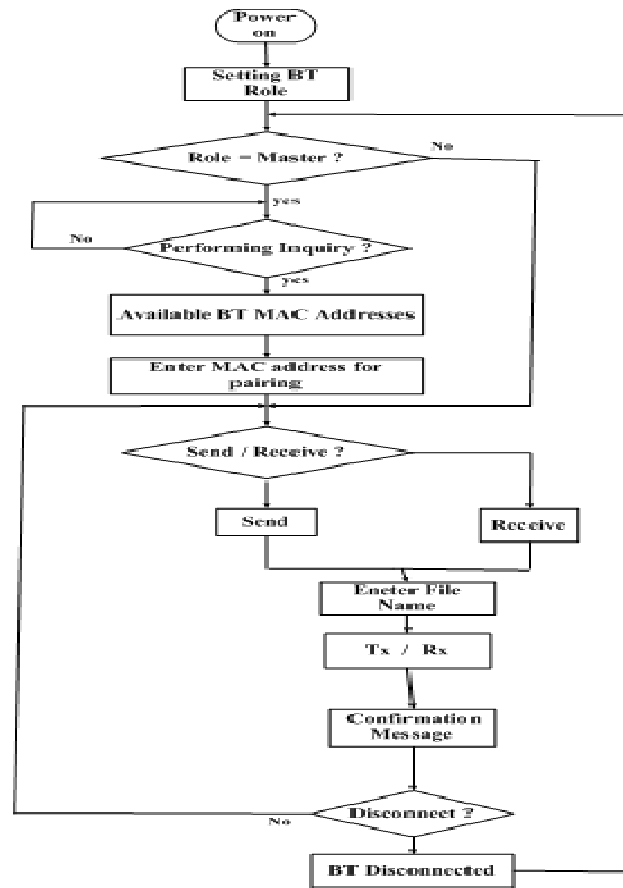 Power
on
Setting BT
Role
Role = Master ?
No
yes
No
Performing Inquiry ?
yes
Available BT MAC Addresses
Enter MAC address for
pairing
Send / Receive ?
Send
Receive
Eneter File
Name
Tx / Rx
Confirmation
Message
Disconnect ?
No
BT Disconnected